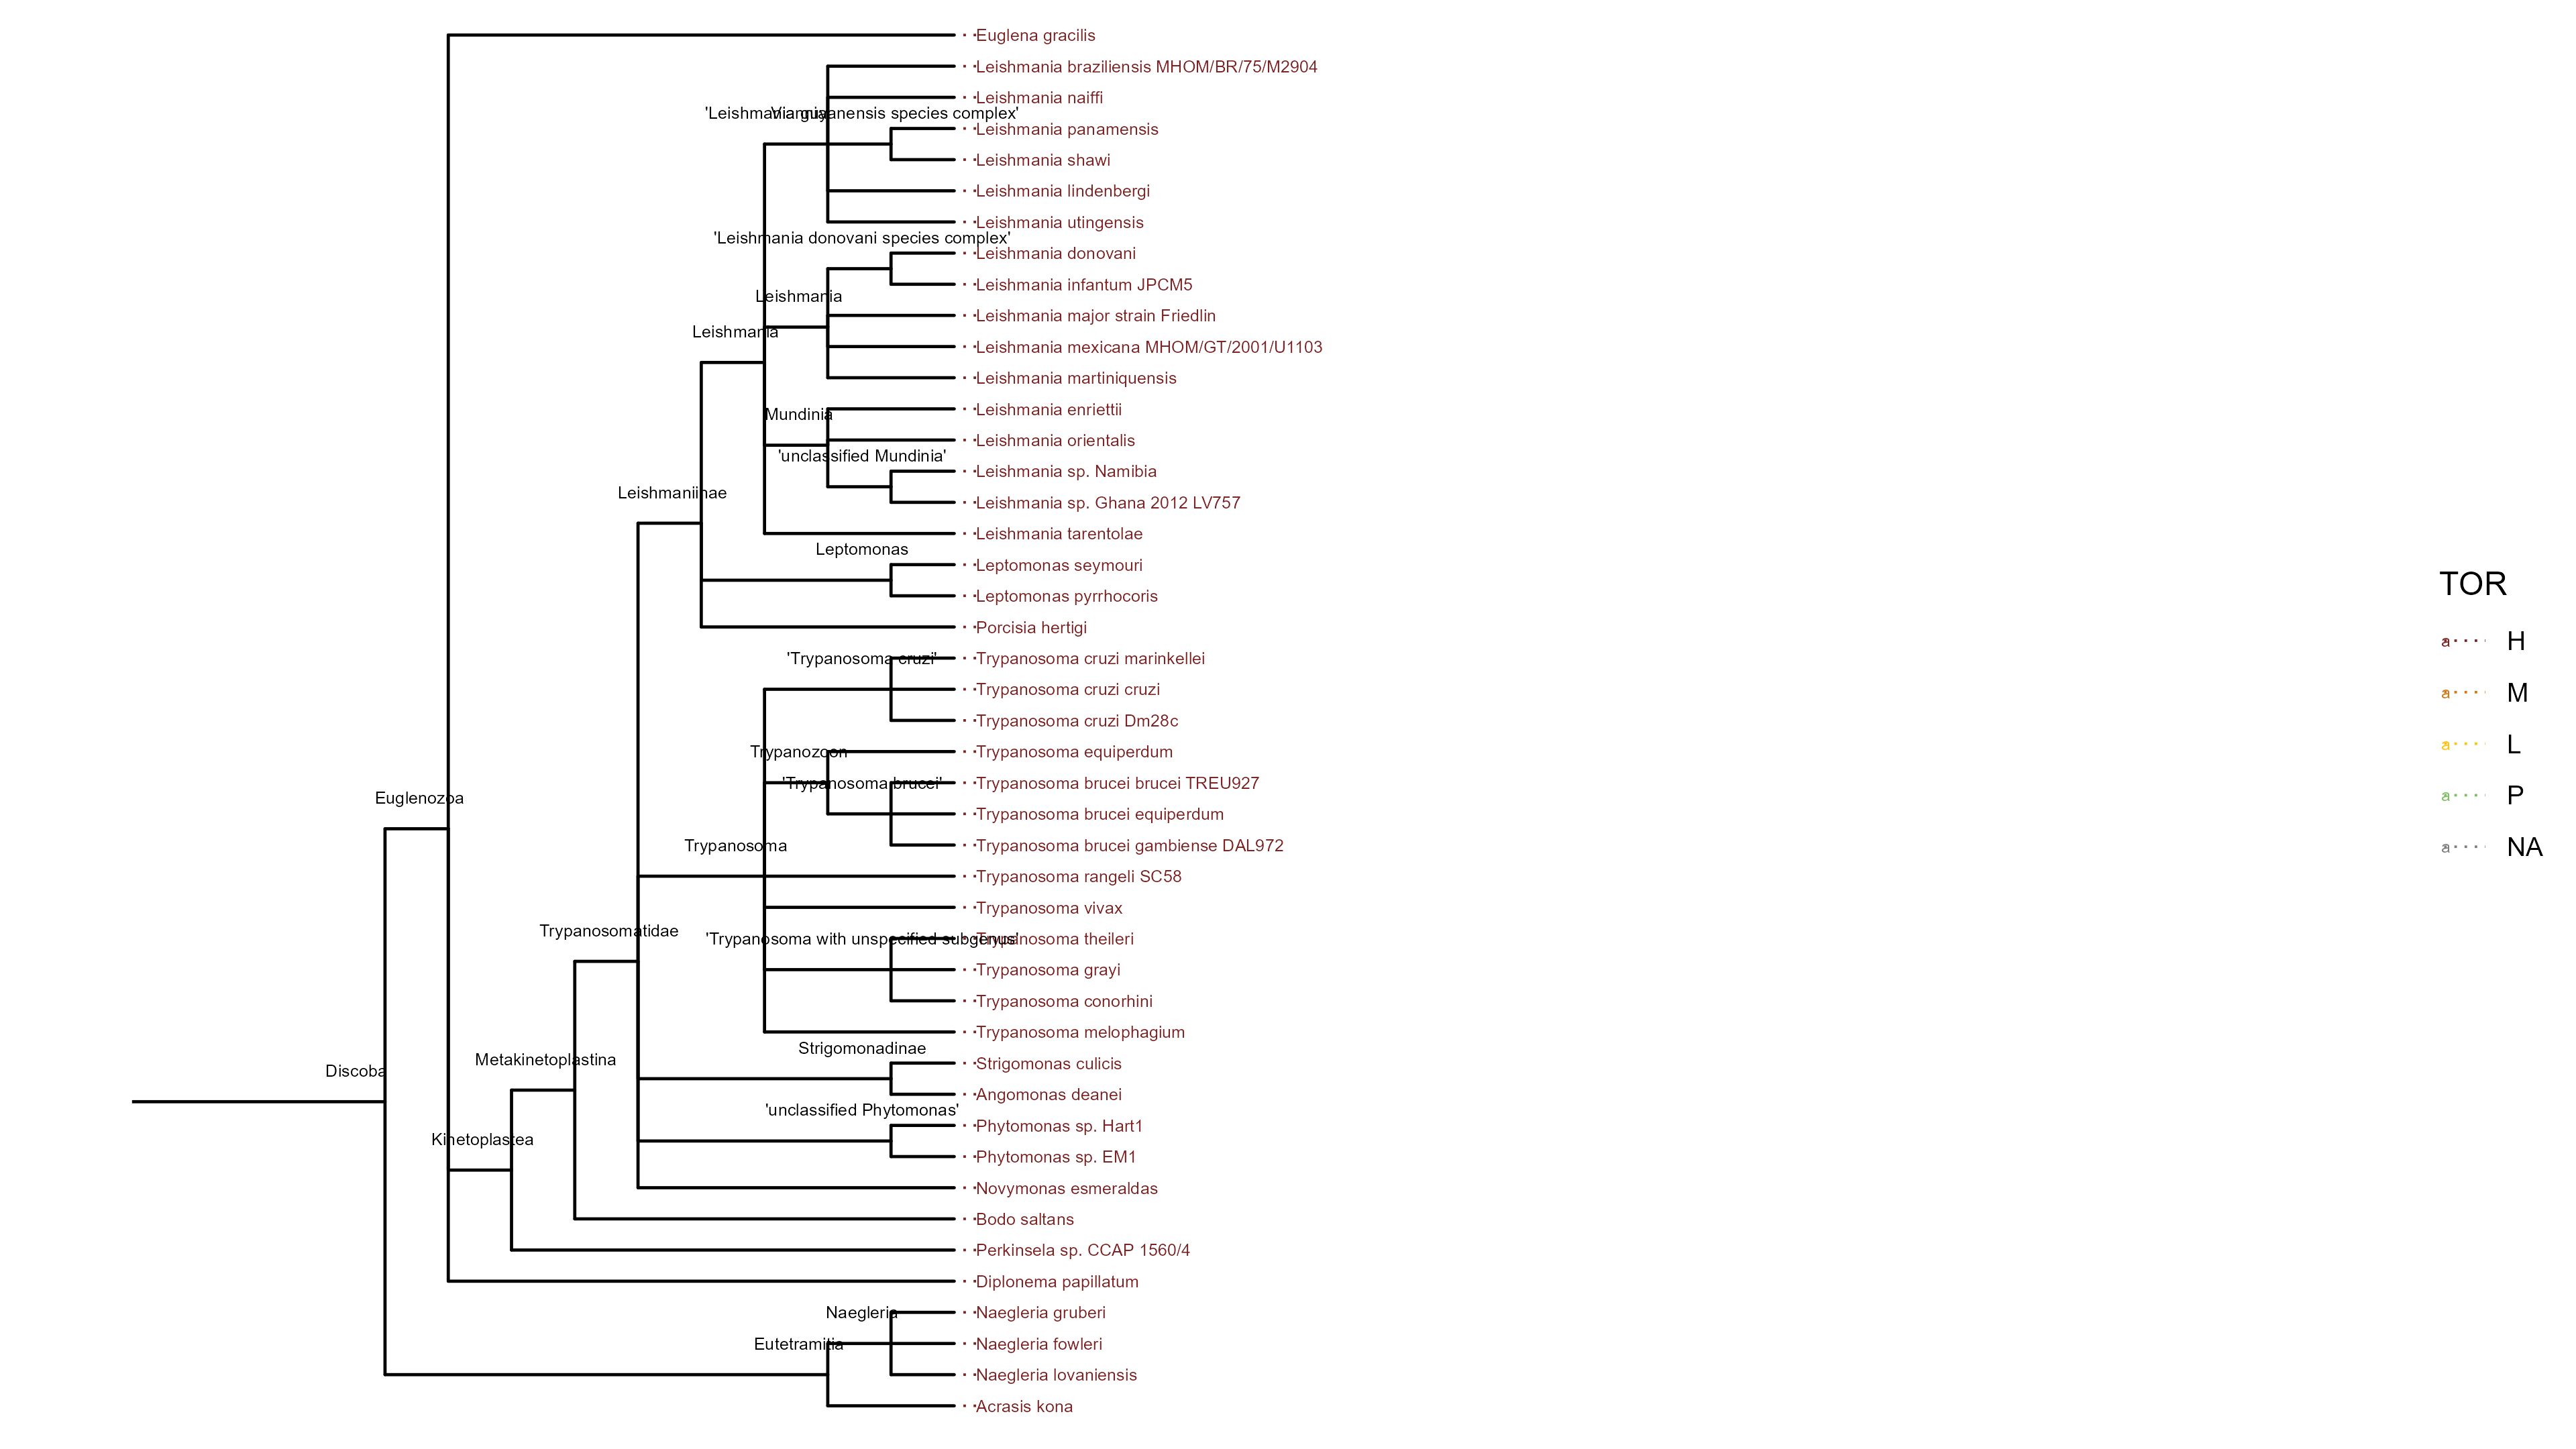 Euglena gracilis
Leishmania braziliensis MHOM/BR/75/M2904
Leishmania naiffi
'Leishmania guyanensis species complex'
Viannia
Leishmania panamensis
Leishmania shawi
Leishmania lindenbergi
Leishmania utingensis
'Leishmania donovani species complex'
Leishmania donovani
Leishmania infantum JPCM5
Leishmania
Leishmania major strain Friedlin
Leishmania
Leishmania mexicana MHOM/GT/2001/U1103
Leishmania martiniquensis
Mundinia
Leishmania enriettii
Leishmania orientalis
'unclassified Mundinia'
Leishmania sp. Namibia
Leishmaniinae
Leishmania sp. Ghana 2012 LV757
Leishmania tarentolae
Leptomonas
Leptomonas seymouri
Leptomonas pyrrhocoris
Porcisia hertigi
'Trypanosoma cruzi'
Trypanosoma cruzi marinkellei
Trypanosoma cruzi cruzi
Trypanosoma cruzi Dm28c
Trypanozoon
Trypanosoma equiperdum
'Trypanosoma brucei'
Trypanosoma brucei brucei TREU927
Euglenozoa
Trypanosoma brucei equiperdum
Trypanosoma
Trypanosoma brucei gambiense DAL972
Trypanosoma rangeli SC58
Trypanosoma vivax
Trypanosomatidae
'Trypanosoma with unspecified subgenus'
Trypanosoma theileri
Trypanosoma grayi
Trypanosoma conorhini
Trypanosoma melophagium
Strigomonadinae
Metakinetoplastina
Strigomonas culicis
Discoba
Angomonas deanei
'unclassified Phytomonas'
Phytomonas sp. Hart1
Kinetoplastea
Phytomonas sp. EM1
Novymonas esmeraldas
Bodo saltans
Perkinsela sp. CCAP 1560/4
Diplonema papillatum
Naegleria
Naegleria gruberi
Eutetramitia
Naegleria fowleri
Naegleria lovaniensis
Acrasis kona
TOR
a H
a M
a L
a P
a NA